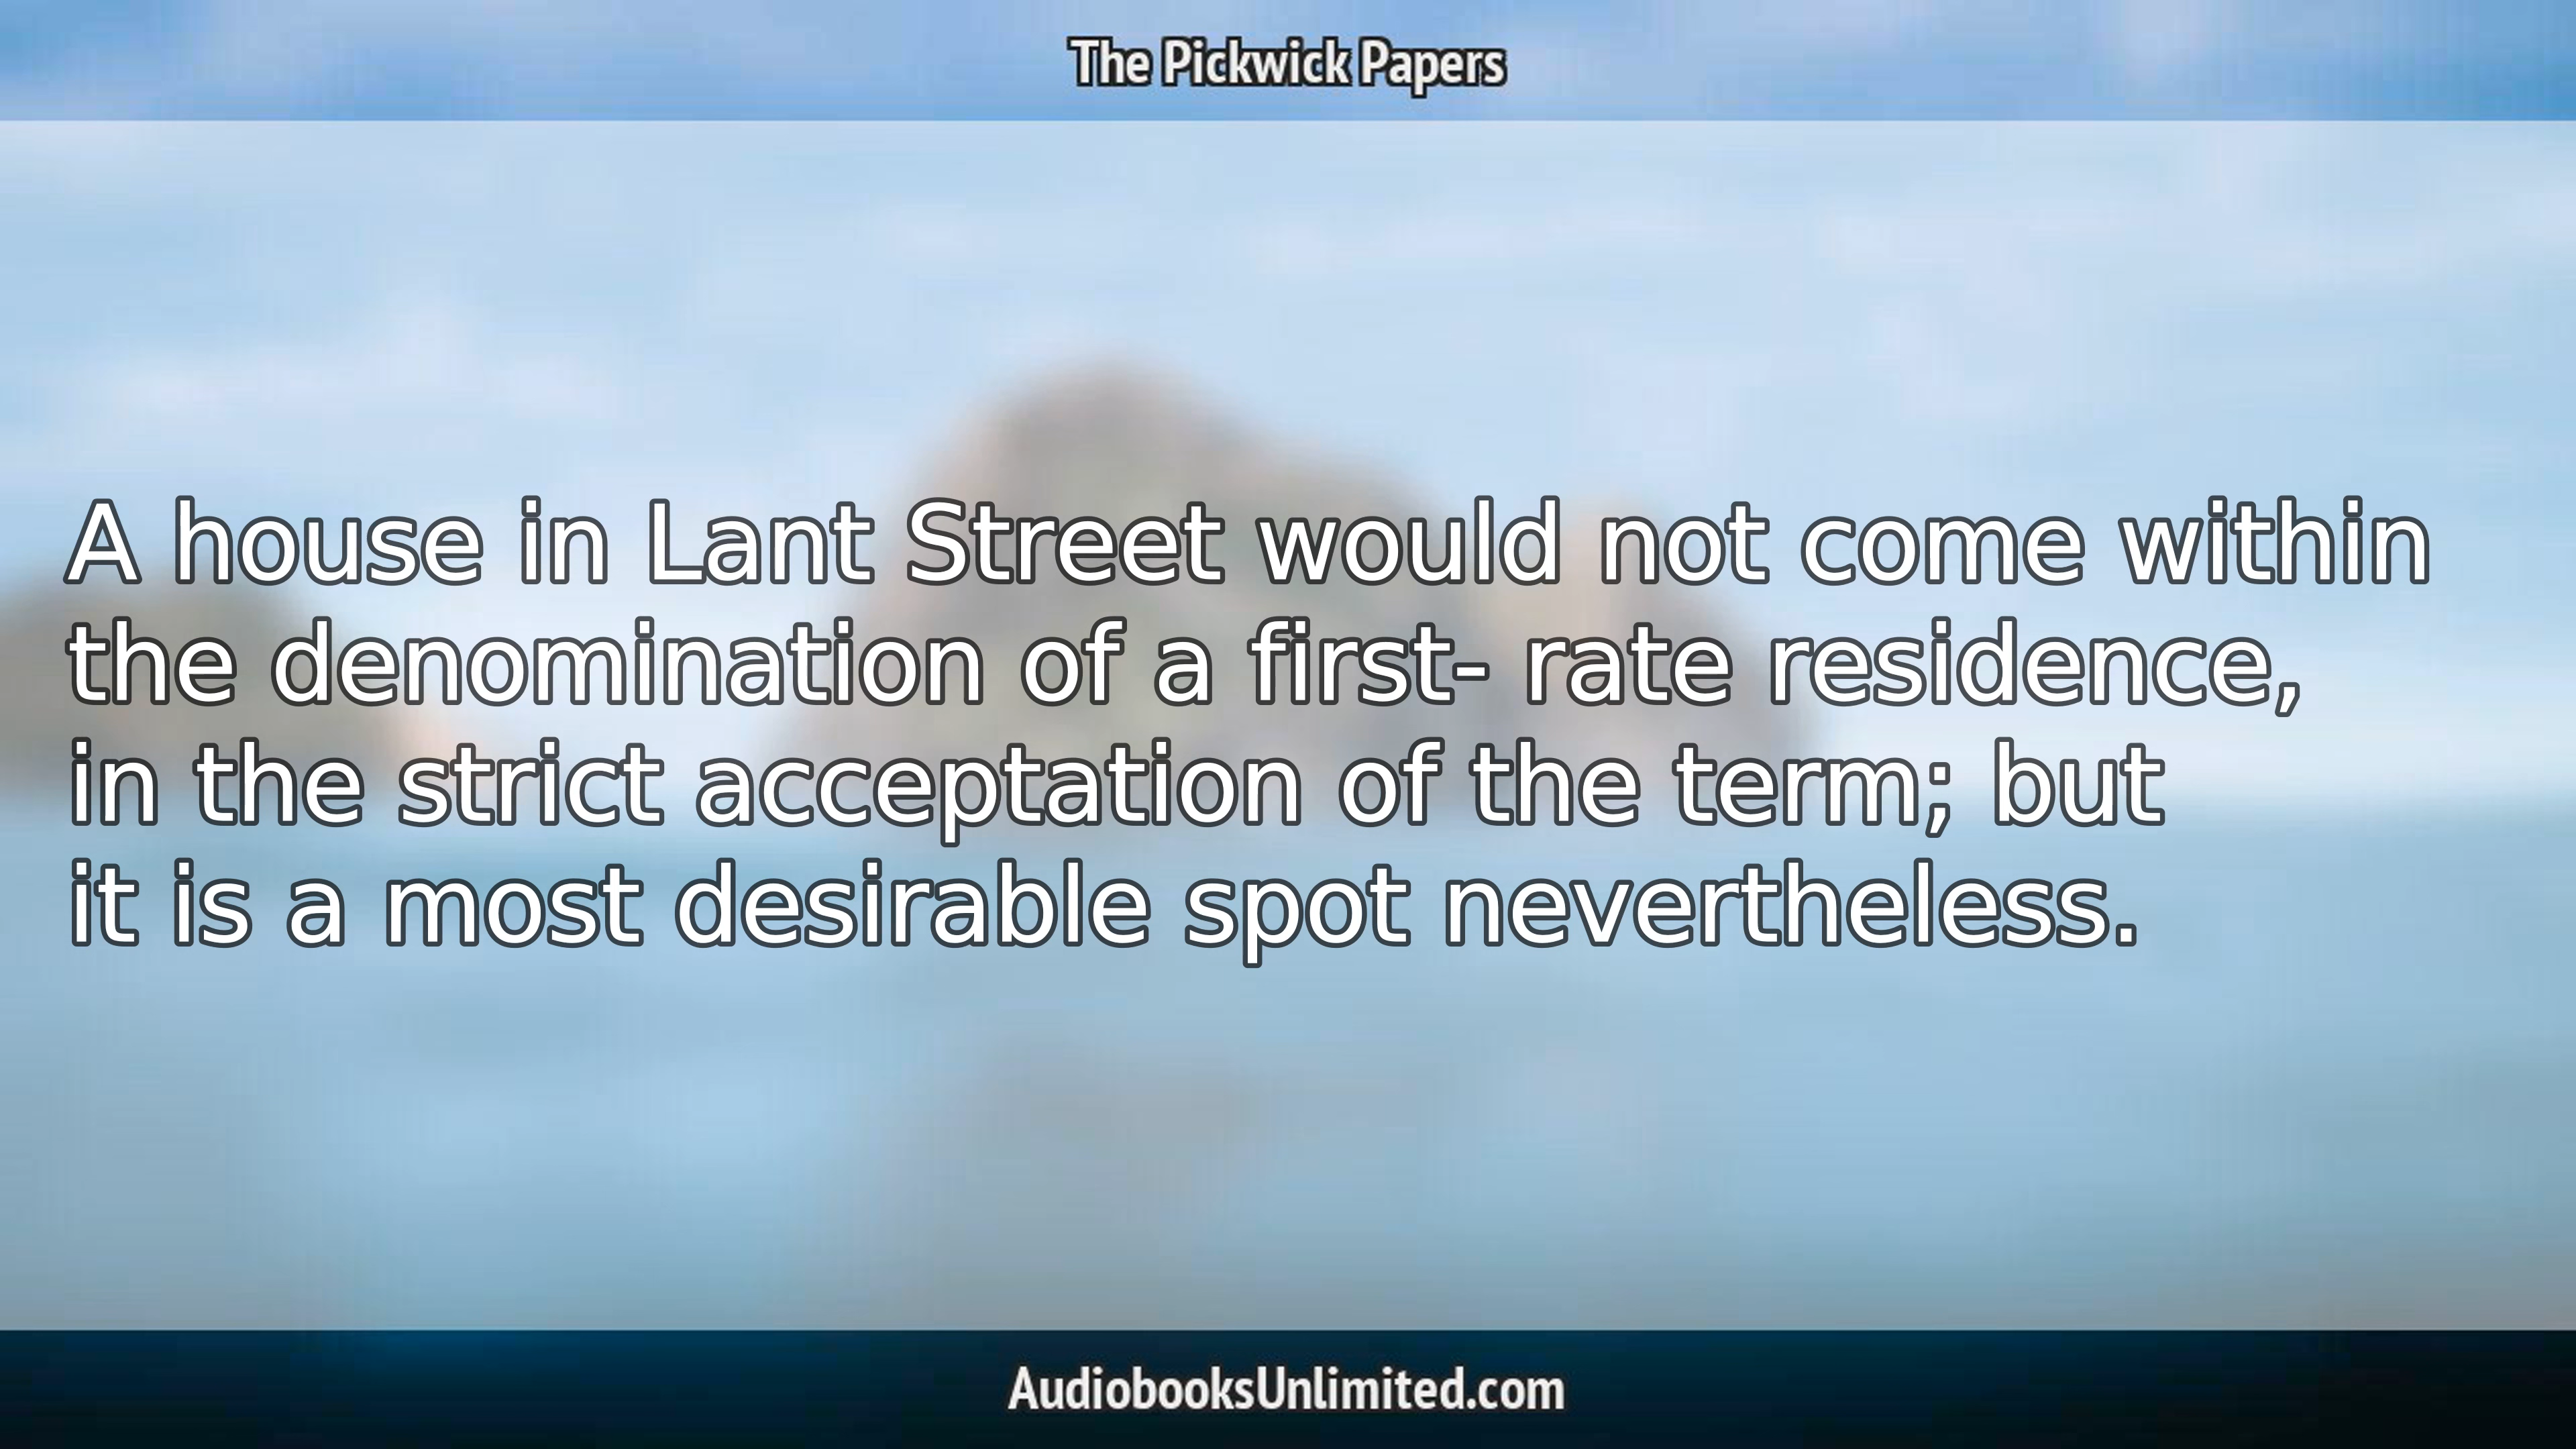 The Pickwick Papers
A house in Lant Street would not come within
the denomination of a first- rate residence,
in the strict acceptation of the term; but
it is a most desirable spot nevertheless.
AudiobooksUnlimited.com